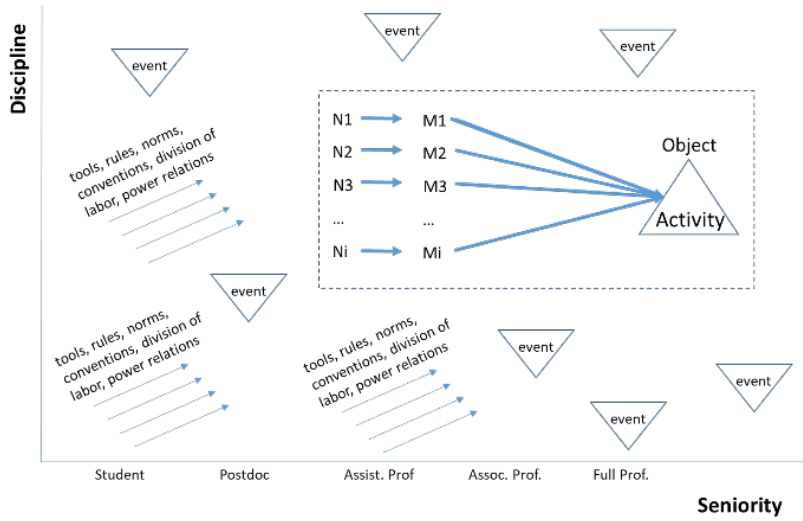 Discipline
event
event
event
tools, rules, norms,
conventions, division of
labor, power relations
N1 M1
N2 M2
N3 M3
... ...
Ni Mi
Object
Activity
event
tools, rules, norms,
conventions, division of
labor, power relations
tools, rules, norms,
conventions, division of
labor, power relations
event
event
event
Student Postdoc Assist. Prof Assoc. Prof. Full Prof.
Seniority